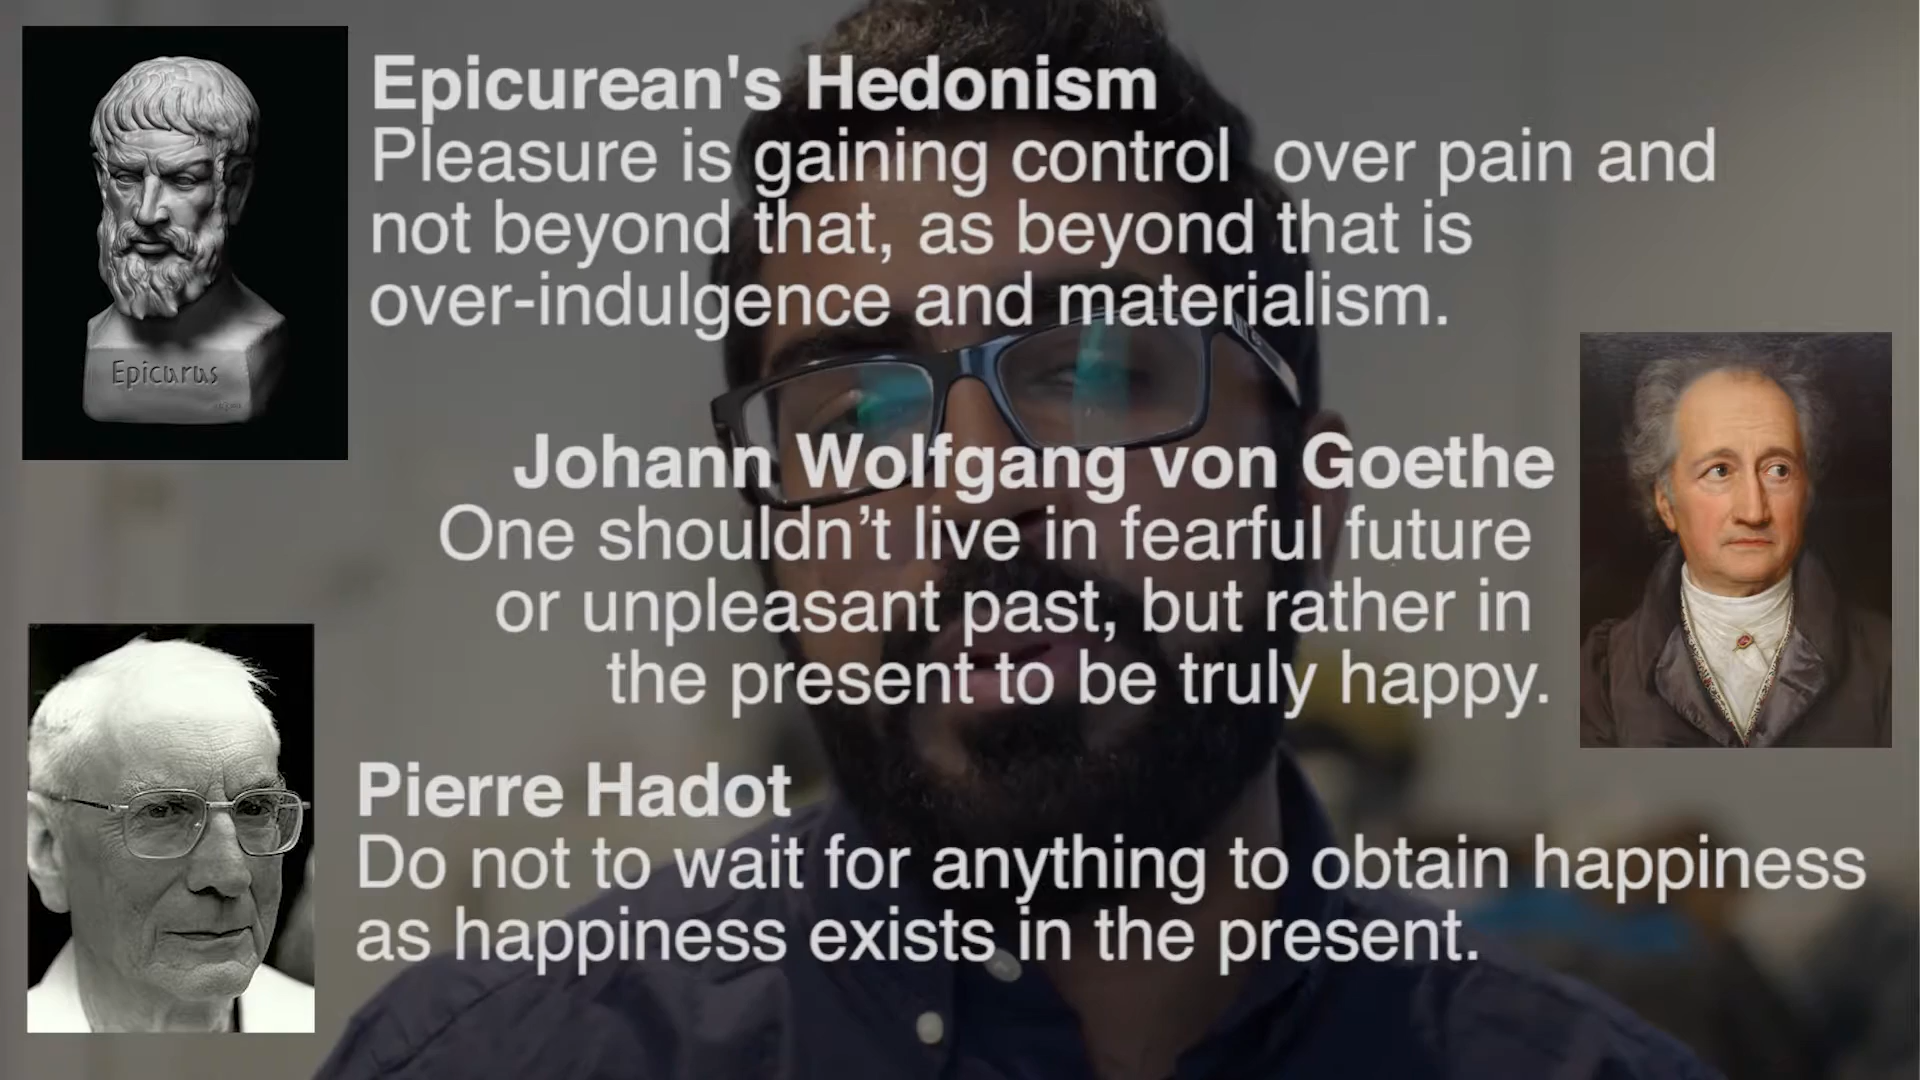 Epicurean's Hedonism
Pleasure is gaining control  over pain and
not beyond that, as beyond that is
over-indulgence and materialism.
Epicurus
Johann Wolfgang von Goethe
One shouldn’t live in fearful future
or unpleasant past, but rather in
the present to be truly happy.
Pierre Hadot
Do not to wait for anything to obtain happiness
as happiness exists in the present.